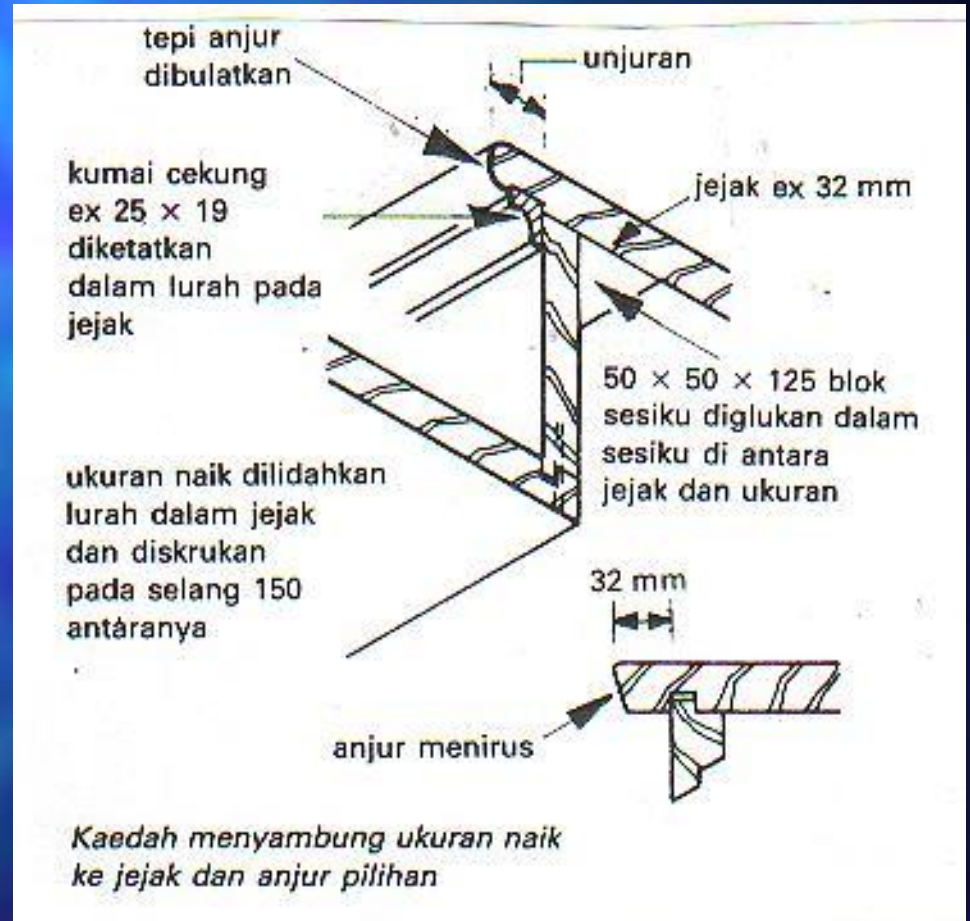 tepi anjur
dibulatkan
unjuran
kumai cekung
ex 25 × 19
diketatkan
dalam lurah pada
jejak
jejak ex 32 mm
50 × 50 × 125 blok
sesiku diglukan dalam
sesiku di antara
jejak dan ukuran
ukuran naik dilidahkan
lurah dalam jejak
dan diskrukan
pada selang 150
antaranya
32 mm
anjur menirus
Kaedah menyambung ukuran naik
ke jejak dan anjur pilihan